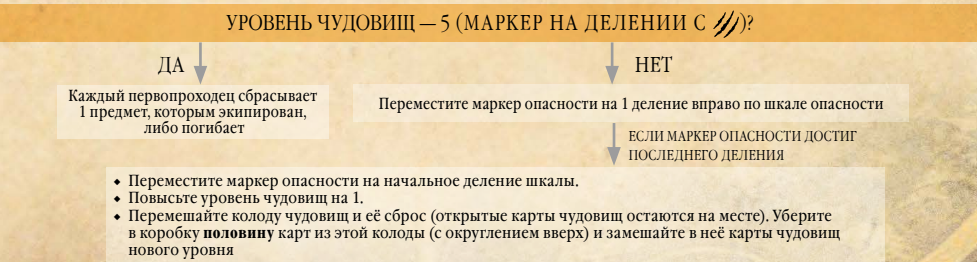 УРОВЕНЬ ЧУДОВИЩ — 5 (МАРКЕР НА ДЕЛЕНИИ С )?
ДА
НЕТ
Каждый первопроходец сбрасывает
1 предмет, которым экипирован,
либо погибает
Переместите маркер опасности на 1 деление вправо по шкале опасности
ЕСЛИ МАРКЕР ОПАСНОСТИ ДОСТИГ
ПОСЛЕДНЕГО ДЕЛЕНИЯ
◆ Переместите маркер опасности на начальное деление шкалы.
◆ Повысьте уровень чудовищ на 1.
◆ Перемешайте колоду чудовищ и её сброс (открытые карты чудовищ остаются на месте). Уберите
в коробку половину карт из этой колоды (с округлением вверх) и замешайте в неё карты чудовищ
нового уровня